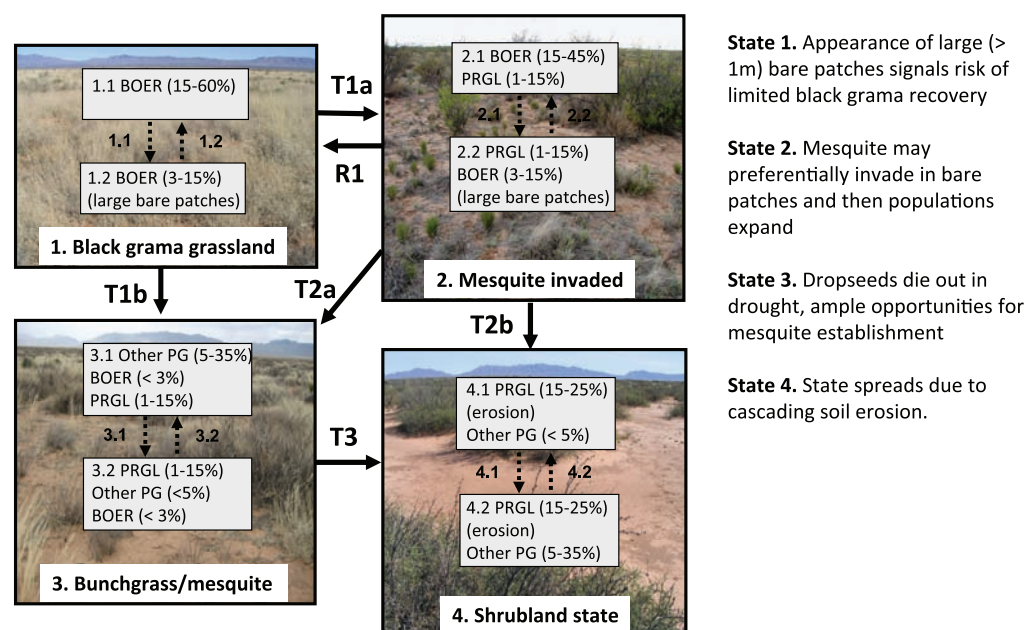 1.1 BOER (15-60%)
1.1
1.2
1.2 BOER (3-15%)
(large bare patches)
1. Black grama grassland
T1a
R1
2.1 BOER (15-45%)
PRGL (1-15%)
2.1
2.2
2.2 PRGL (1-15%)
BOER (3-15%)
(large bare patches)
2. Mesquite invaded
T1b
T2a
T2b
3.1 Other PG (5-35%)
BOER (< 3%)
PRGL (1-15%)
3.1
3.2
3.2 PRGL (1-15%)
Other PG (<5%)
BOER (< 3%)
3. Bunchgrass/mesquite
T3
4.1 PRGL (15-25%)
(erosion)
Other PG (< 5%)
4.1
4.2
4.2 PRGL (15-25%)
(erosion)
Other PG (5-35%)
4. Shrubland state
State 1. Appearance of large (>
1m) bare patches signals risk of
limited black grama recovery
State 2. Mesquite may
preferentially invade in bare
patches and then populations
expand
State 3. Dropseeds die out in
drought, ample opportunities for
mesquite establishment
State 4. State spreads due to
cascading soil erosion.